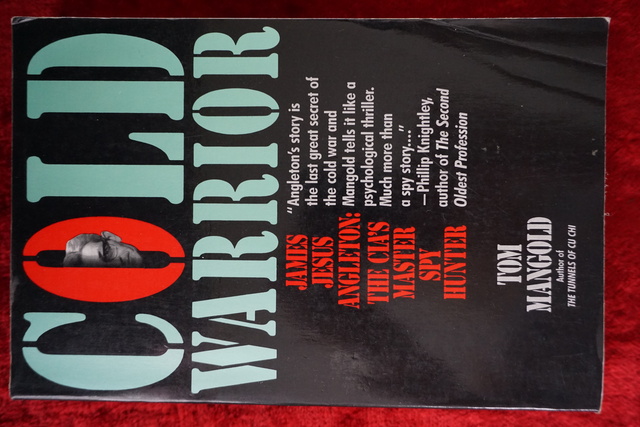 COLD
WARRIOR
JAMES
JESUS
ANGLETON:
THE CIA'S
MASTER
SPY
HUNTER
"Angleton's story is
the last great secret of
the cold war and
Mangold tells it like a
psychological thriller.
Much more than
a spy story...."
—Phillip Knightley,
author of The Second
Oldest Profession
TOM
MANGOLD
Author of
THE TUNNELS OF CU CHI